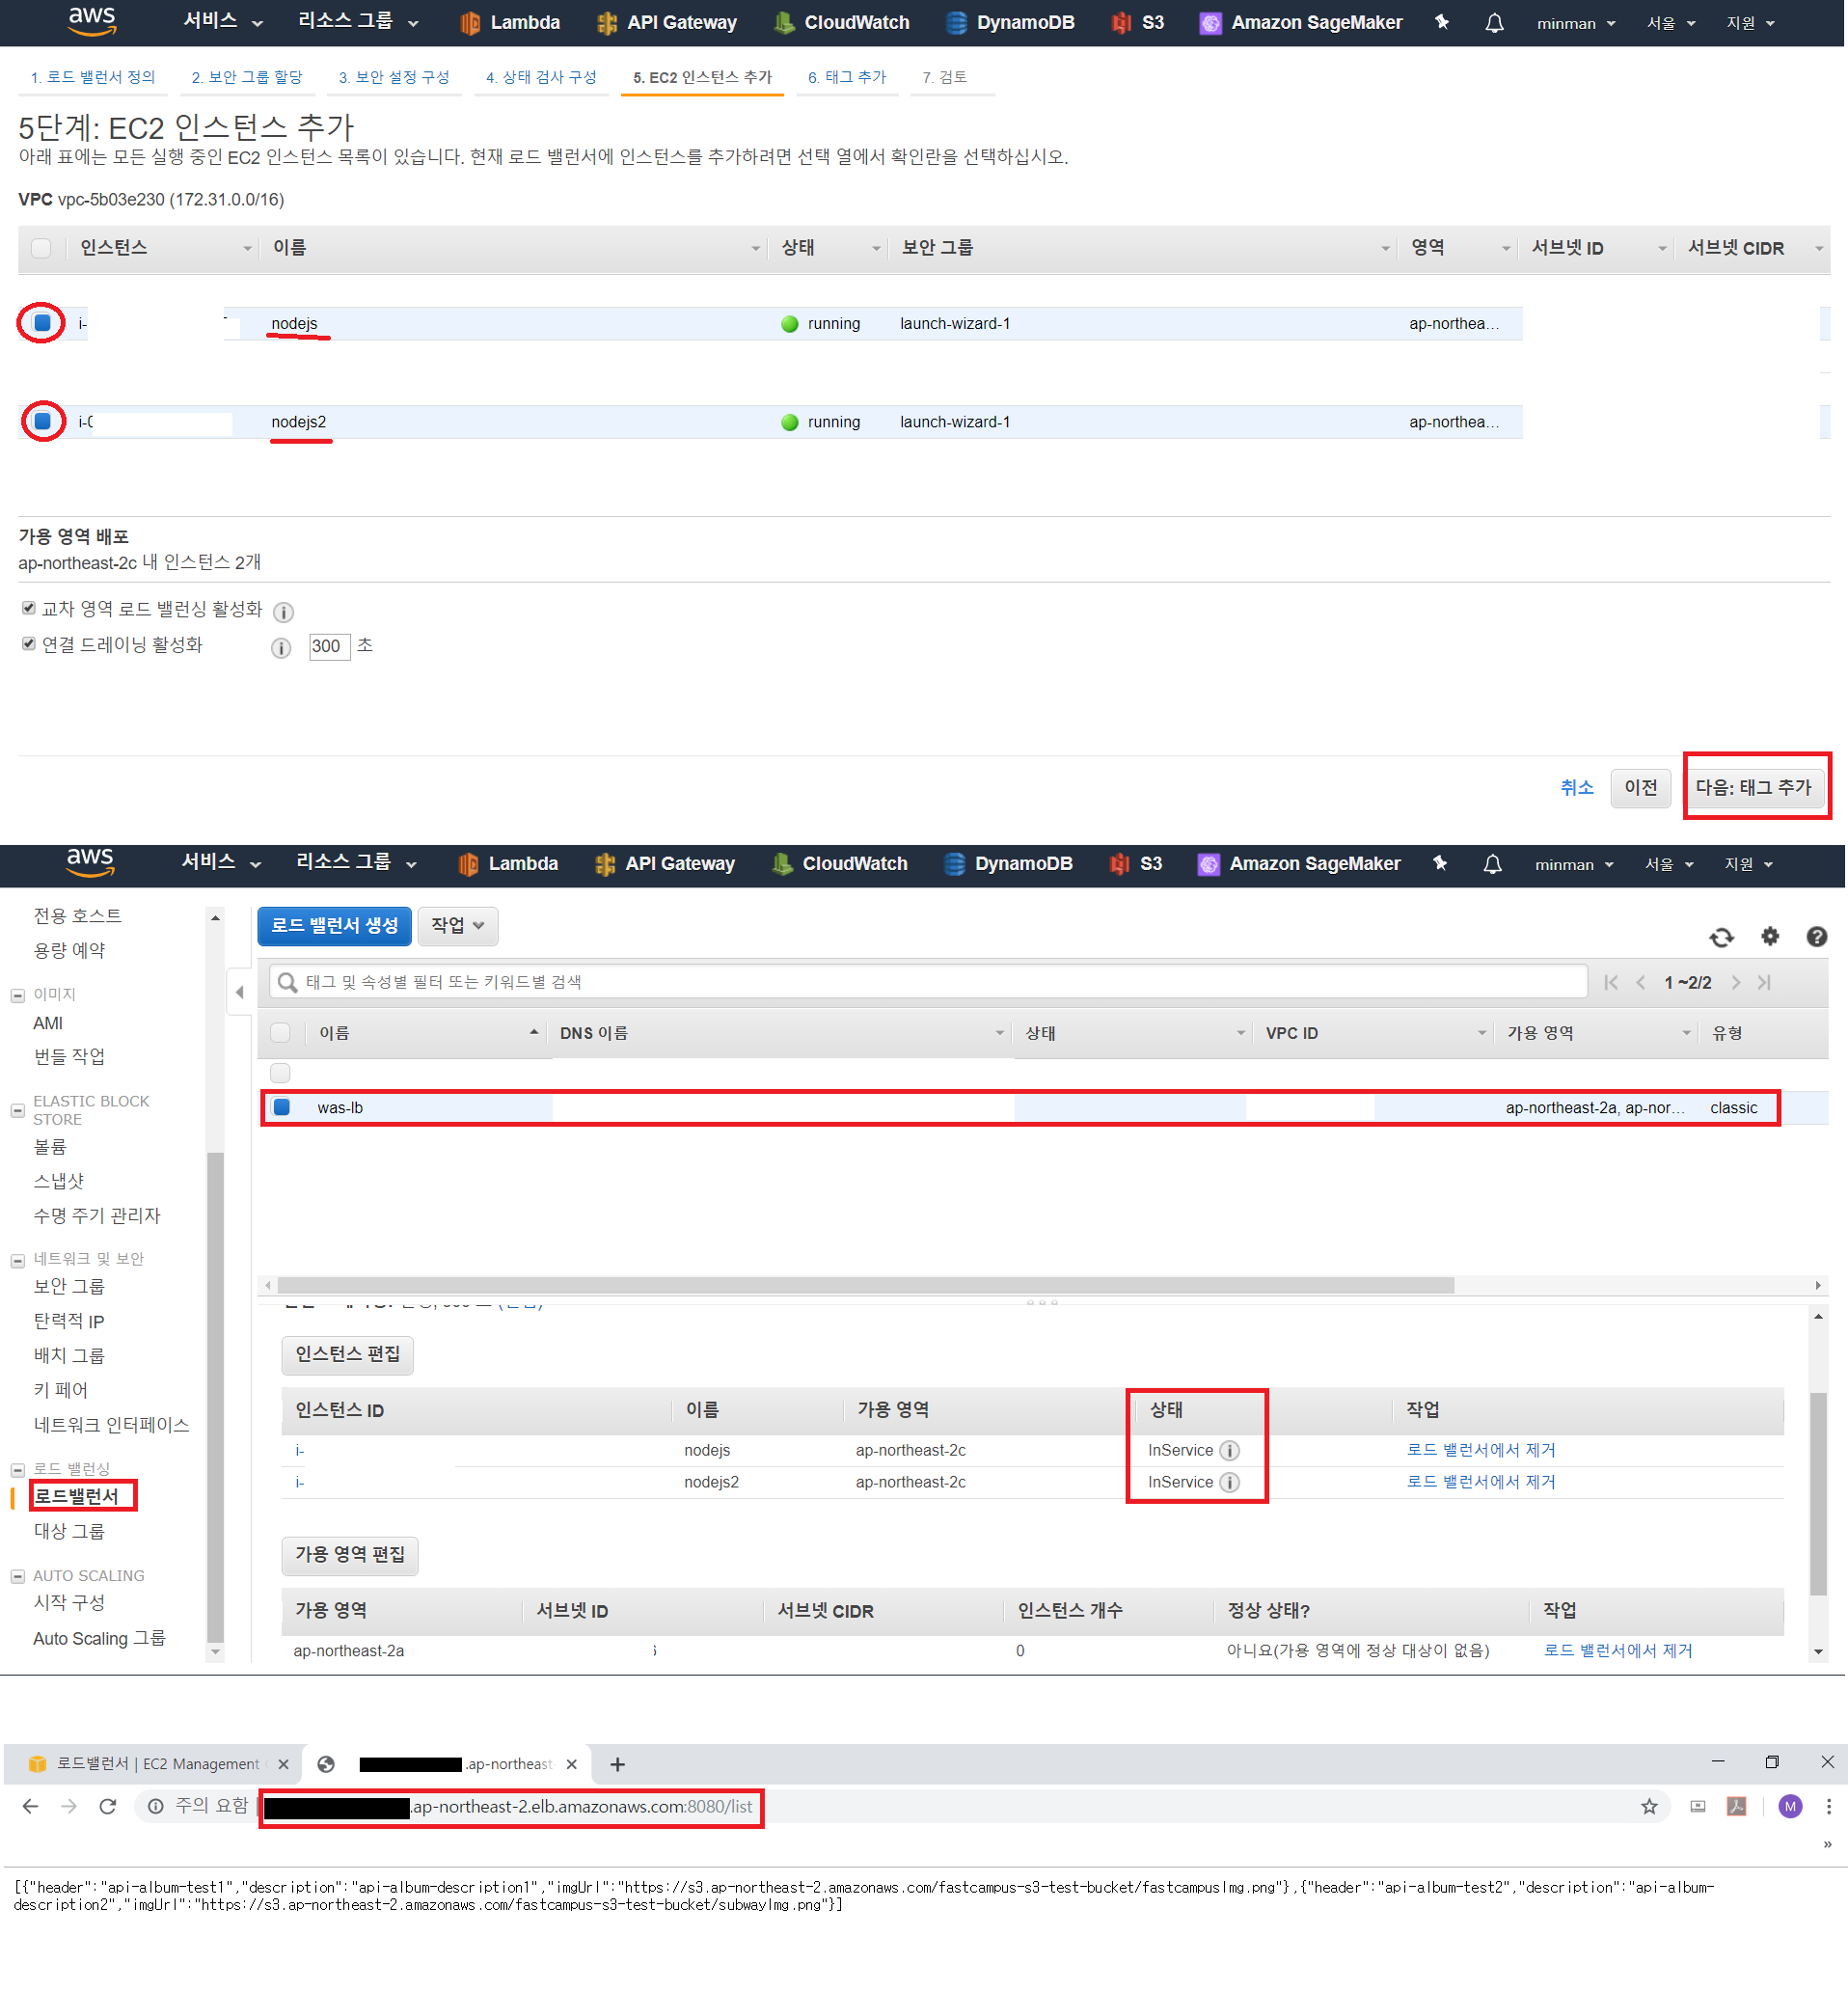 aws 서비스 리소스 그룹 Lambda API Gateway CloudWatch DynamoDB S3 Amazon SageMaker minman 서울 지원
1. 로드 밸런서 정의 2. 보안 그룹 할당 3. 보안 설정 구성 4. 상태 검사 구성 5. EC2 인스턴스 추가 6. 태그 추가 7. 검토
5단계: EC2 인스턴스 추가
아래 표에는 모든 실행 중인 EC2 인스턴스 목록이 있습니다. 현재 로드 밸런서에 인스턴스를 추가하려면 선택 열에서 확인란을 선택하십시오.
VPC vpc-5b03e230 (172.31.0.0/16)
인스턴스 이름 상태 보안 그룹 영역 서브넷 ID 서브넷 CIDR
i- nodejs running launch-wizard-1 ap-northea...
i-0 nodejs2 running launch-wizard-1 ap-northea...
가용 영역 배포
ap-northeast-2c 내 인스턴스 2개
교차 영역 로드 밸런싱 활성화
연결 드레이닝 활성화 300 초
취소 이전 다음: 태그 추가
aws 서비스 리소스 그룹 Lambda API Gateway CloudWatch DynamoDB S3 Amazon SageMaker minman 서울 지원
전용 호스트
용량 예약
이미지
AMI
번들 작업
ELASTIC BLOCK
STORE
볼륨
스냅샷
수명 주기 관리자
네트워크 및 보안
보안 그룹
탄력적 IP
배치 그룹
키 페어
네트워크 인터페이스
로드 밸런싱
로드밸런서
대상 그룹
AUTO SCALING
시작 구성
Auto Scaling 그룹
로드 밸런서 생성 작업
태그 및 속성별 필터 또는 키워드별 검색 1 ~2/2
이름 DNS 이름 상태 VPC ID 가용 영역 유형
was-lb ap-northeast-2a, ap-nor... classic
인스턴스 편집
인스턴스 ID 이름 가용 영역 상태 작업
i- nodejs ap-northeast-2c InService 로드 밸런서에서 제거
i- nodejs2 ap-northeast-2c InService 로드 밸런서에서 제거
가용 영역 편집
가용 영역 서브넷 ID 서브넷 CIDR 인스턴스 개수 정상 상태? 작업
ap-northeast-2a 0 아니요(가용 영역에 정상 대상이 없음) 로드 밸런서에서 제거
로드밸런서 | EC2 Management .ap-northeast
주의 요함 .ap-northeast-2.elb.amazonaws.com:8080/list
M
[{"header":"api-album-test1","description":"api-album-description1","imgUrl":"https://s3.ap-northeast-2.amazonaws.com/fastcampus-s3-test-bucket/fastcampusImg.png"},{"header":"api-album-test2","description":"api-album-
description2","imgUrl":"https://s3.ap-northeast-2.amazonaws.com/fastcampus-s3-test-bucket/subwayImg.png"}]